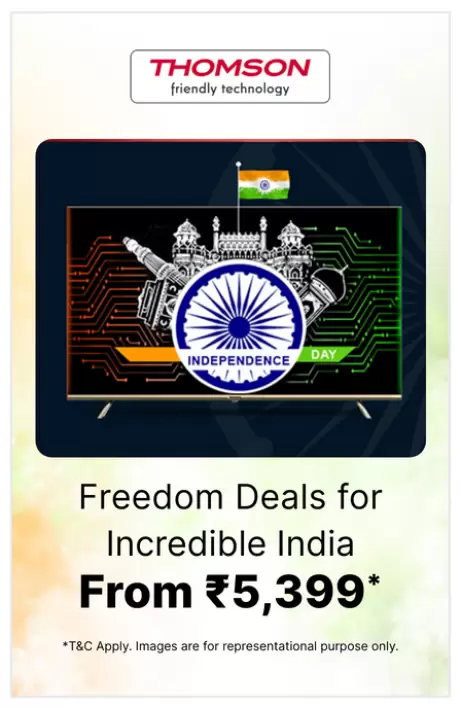 THOMSON
friendly technology
INDEPENDENCE DAY
Freedom Deals for
Incredible India
From ₹5,399*
*T&C Apply. Images are for representational purpose only.